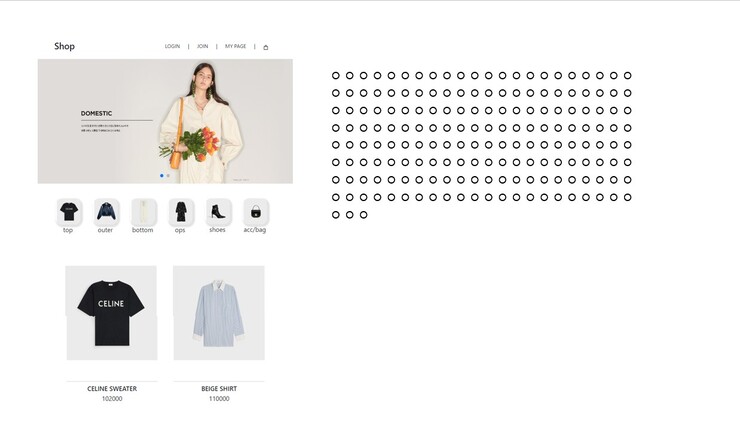 Shop
LOGIN | JOIN | MY PAGE |
DOMESTIC
top outer bottom ops shoes acc/bag
CELINE
CELINE SWEATER
102000
BEIGE SHIRT
110000